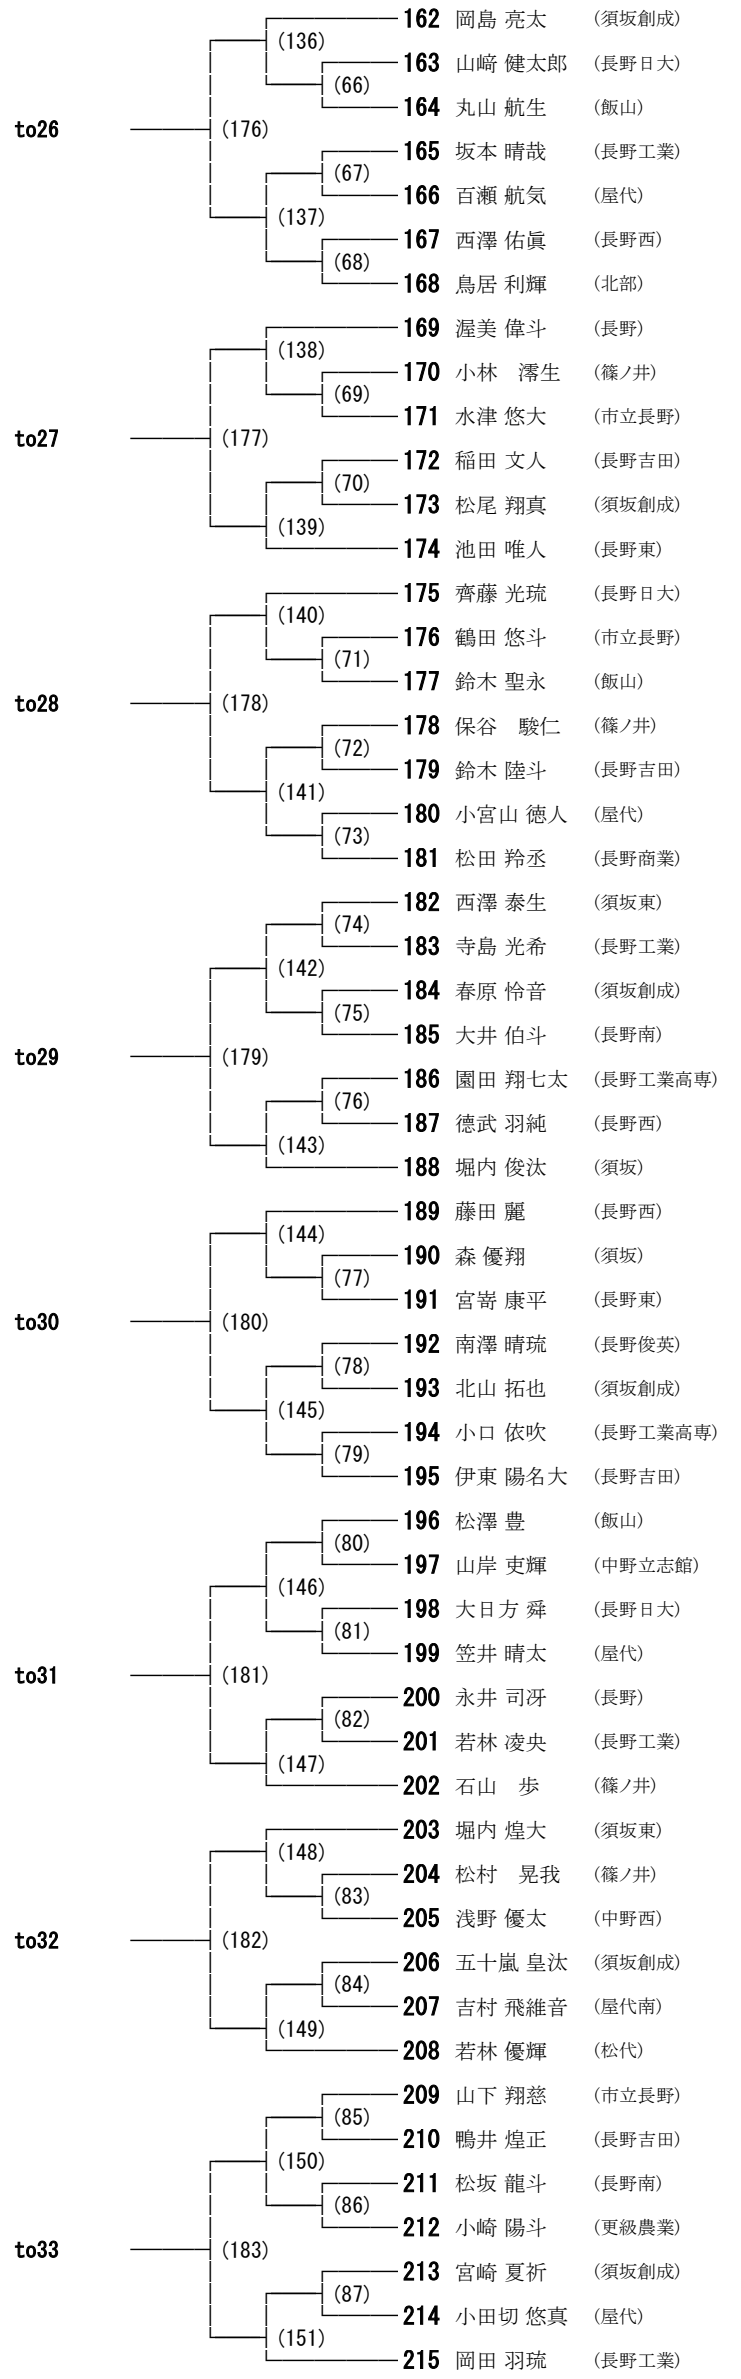 162 岡島 亮太 (須坂創成)
(136)
163 山﨑 健太郎 (長野日大)
(66)
164 丸山 航生 (飯山)
to26 (176)
165 坂本 晴哉 (長野工業)
(67)
166 百瀬 航気 (屋代)
(137)
167 西澤 佑眞 (長野西)
(68)
168 鳥居 利輝 (北部)
169 渥美 偉斗 (長野)
(138)
170 小林　澪生 (篠ノ井)
(69)
171 水津 悠大 (市立長野)
to27 (177)
172 稲田 文人 (長野吉田)
(70)
173 松尾 翔真 (須坂創成)
(139)
174 池田 唯人 (長野東)
175 齊藤 光琉 (長野日大)
(140)
176 鶴田 悠斗 (市立長野)
(71)
177 鈴木 聖永 (飯山)
to28 (178)
178 保谷　駿仁 (篠ノ井)
(72)
179 鈴木 陸斗 (長野吉田)
(141)
180 小宮山 徳人 (屋代)
(73)
181 松田 羚丞 (長野商業)
182 西澤 泰生 (須坂東)
(74)
183 寺島 光希 (長野工業)
(142)
184 春原 怜音 (須坂創成)
(75)
185 大井 伯斗 (長野南)
to29 (179)
186 園田 翔七太 (長野工業高専)
(76)
187 德武 羽純 (長野西)
(143)
188 堀内 俊汰 (須坂)
189 藤田 麗 (長野西)
(144)
190 森 優翔 (須坂)
(77)
191 宮嵜 康平 (長野東)
to30 (180)
192 南澤 晴琉 (長野俊英)
(78)
193 北山 拓也 (須坂創成)
(145)
194 小口 依吹 (長野工業高専)
(79)
195 伊東 陽名大 (長野吉田)
196 松澤 豊 (飯山)
(80)
197 山岸 吏輝 (中野立志館)
(146)
198 大日方 舜 (長野日大)
(81)
199 笠井 晴太 (屋代)
to31 (181)
200 永井 司冴 (長野)
(82)
201 若林 凌央 (長野工業)
(147)
202 石山　歩 (篠ノ井)
203 堀内 煌大 (須坂東)
(148)
204 松村　晃我 (篠ノ井)
(83)
205 浅野 優太 (中野西)
to32 (182)
206 五十嵐 皇汰 (須坂創成)
(84)
207 吉村 飛維音 (屋代南)
(149)
208 若林 優輝 (松代)
209 山下 翔慈 (市立長野)
(85)
210 鴨井 煌正 (長野吉田)
(150)
211 松坂 龍斗 (長野南)
(86)
212 小崎 陽斗 (更級農業)
to33 (183)
213 宮崎 夏祈 (須坂創成)
(87)
214 小田切 悠真 (屋代)
(151)
215 岡田 羽琉 (長野工業)